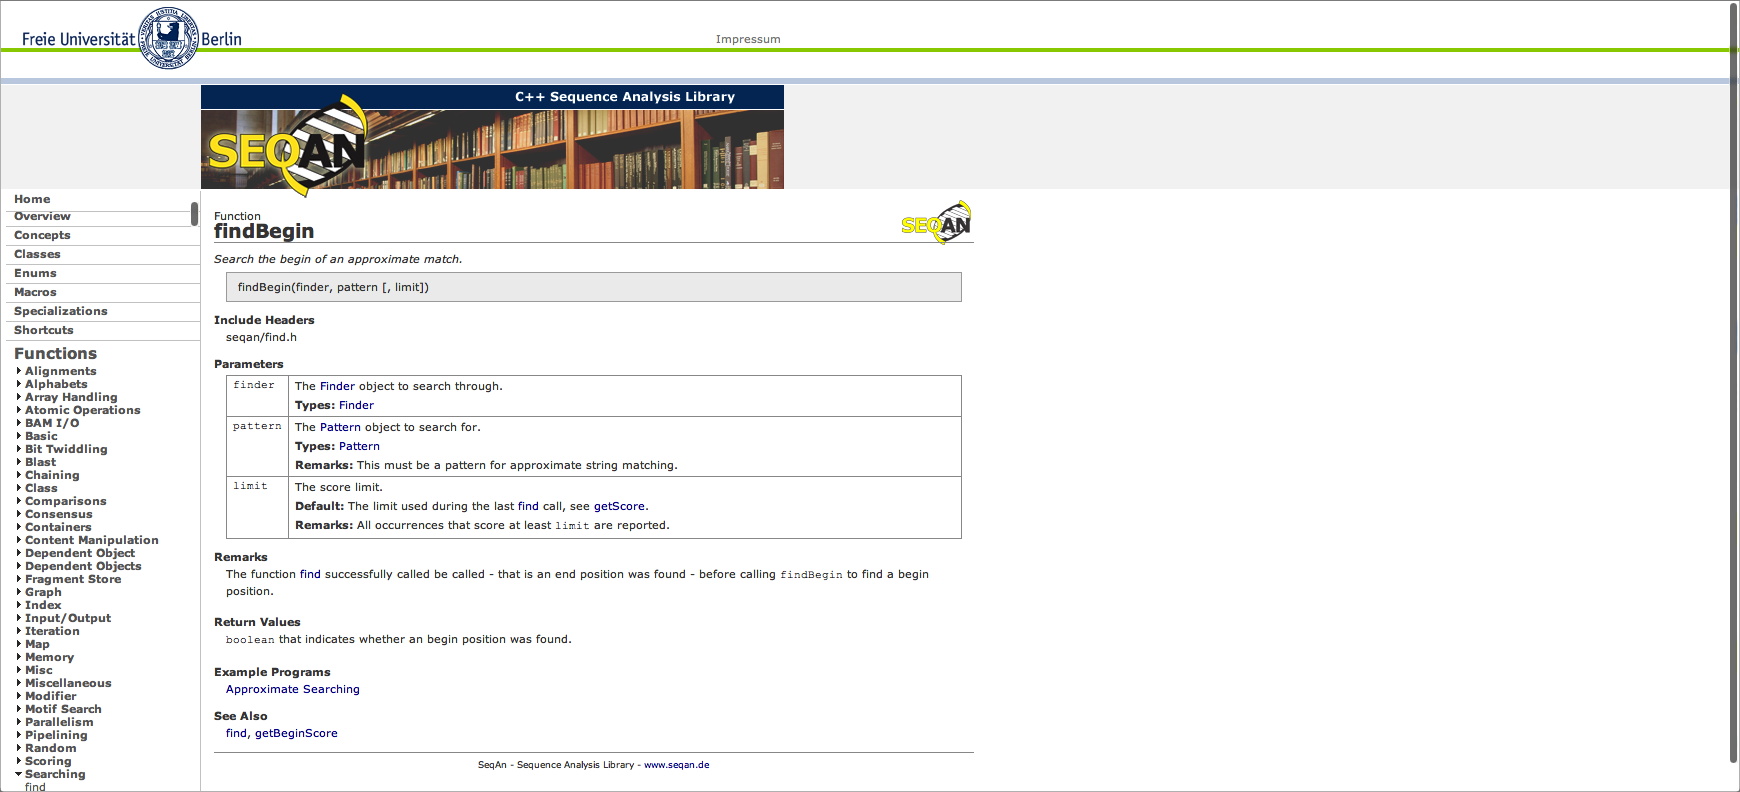 Freie Universität Berlin
Impressum
C++ Sequence Analysis Library
SEQAN
Home
Overview
Concepts
Classes
Enums
Macros
Specializations
Shortcuts
Functions
Alignments
Alphabets
Array Handling
Atomic Operations
BAM I/O
Basic
Bit Twiddling
Blast
Chaining
Class
Comparisons
Consensus
Containers
Content Manipulation
Dependent Object
Dependent Objects
Fragment Store
Graph
Index
Input/Output
Iteration
Map
Memory
Misc
Miscellaneous
Modifier
Motif Search
Parallelism
Pipelining
Random
Scoring
Searching
find
Function
findBegin
SEQAN
Search the begin of an approximate match.
findBegin(finder, pattern [, limit])
Include Headers
seqan/find.h
Parameters
finder
The Finder object to search through.
Types: Finder
pattern
The Pattern object to search for.
Types: Pattern
Remarks: This must be a pattern for approximate string matching.
limit
The score limit.
Default: The limit used during the last find call, see getScore.
Remarks: All occurrences that score at least limit are reported.
Remarks
The function find successfully called be called - that is an end position was found - before calling findBegin to find a begin
position.
Return Values
boolean that indicates whether an begin position was found.
Example Programs
Approximate Searching
See Also
find, getBeginScore
SeqAn - Sequence Analysis Library - www.seqan.de